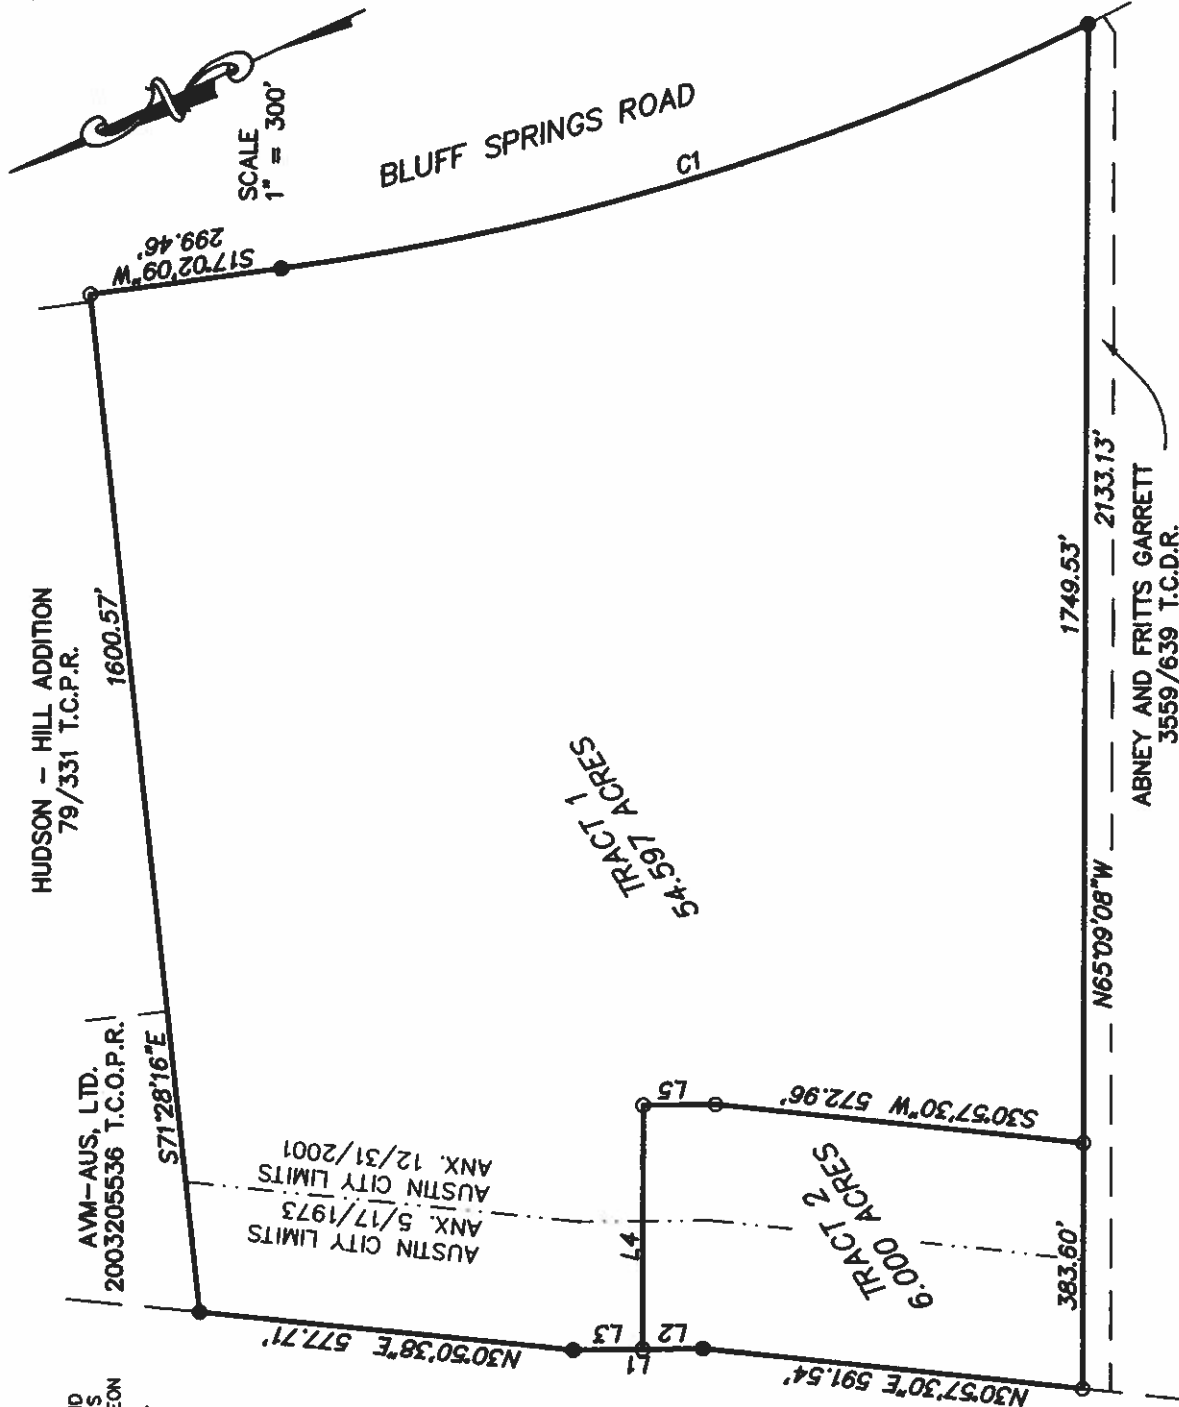 SCALE
1" = 300'
BLUFF SPRINGS ROAD
C1
S17°02'09"W
299.46'
HUDSON – HILL ADDITION
79/331 T.C.P.R.
1600.57'
AVM–AUS, LTD.
2003205536 T.C.O.P.R.
S71°28'16"E
AUSTIN CITY LIMITS
ANX. 12/31/2001
AUSTIN CITY LIMITS
ANX. 5/17/1973
TRACT 1
54.597 ACRES
N30°50'38"E 577.71'
L3
L1
L2
L4
L5
S30°57'30"W 572.96'
TRACT 2
6.000 ACRES
N30°57'30"E 591.54'
383.60'
1749.53'
N65°09'08"W 2133.13'
ABNEY AND FRITTS GARRETT
3559/639 T.C.D.R.